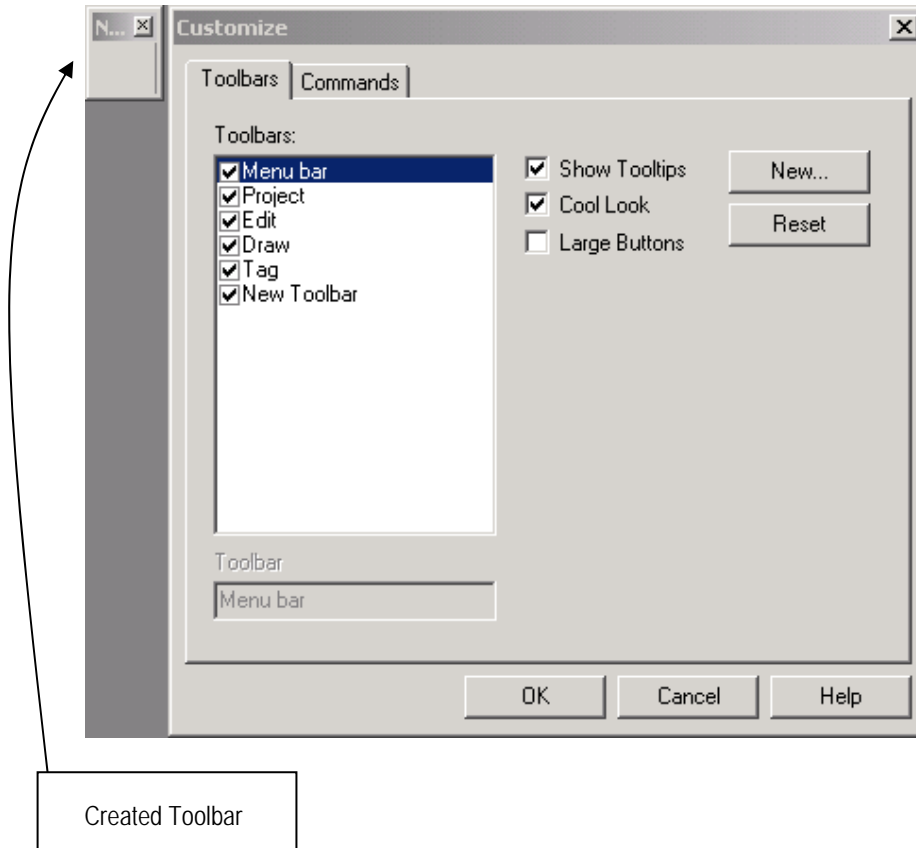 N...
Customize
Toolbars
Commands
Toolbars:
Menu bar
Project
Edit
Draw
Tag
New Toolbar
Show Tooltips
Cool Look
Large Buttons
New...
Reset
Toolbar
Menu bar
OK
Cancel
Help
Created Toolbar